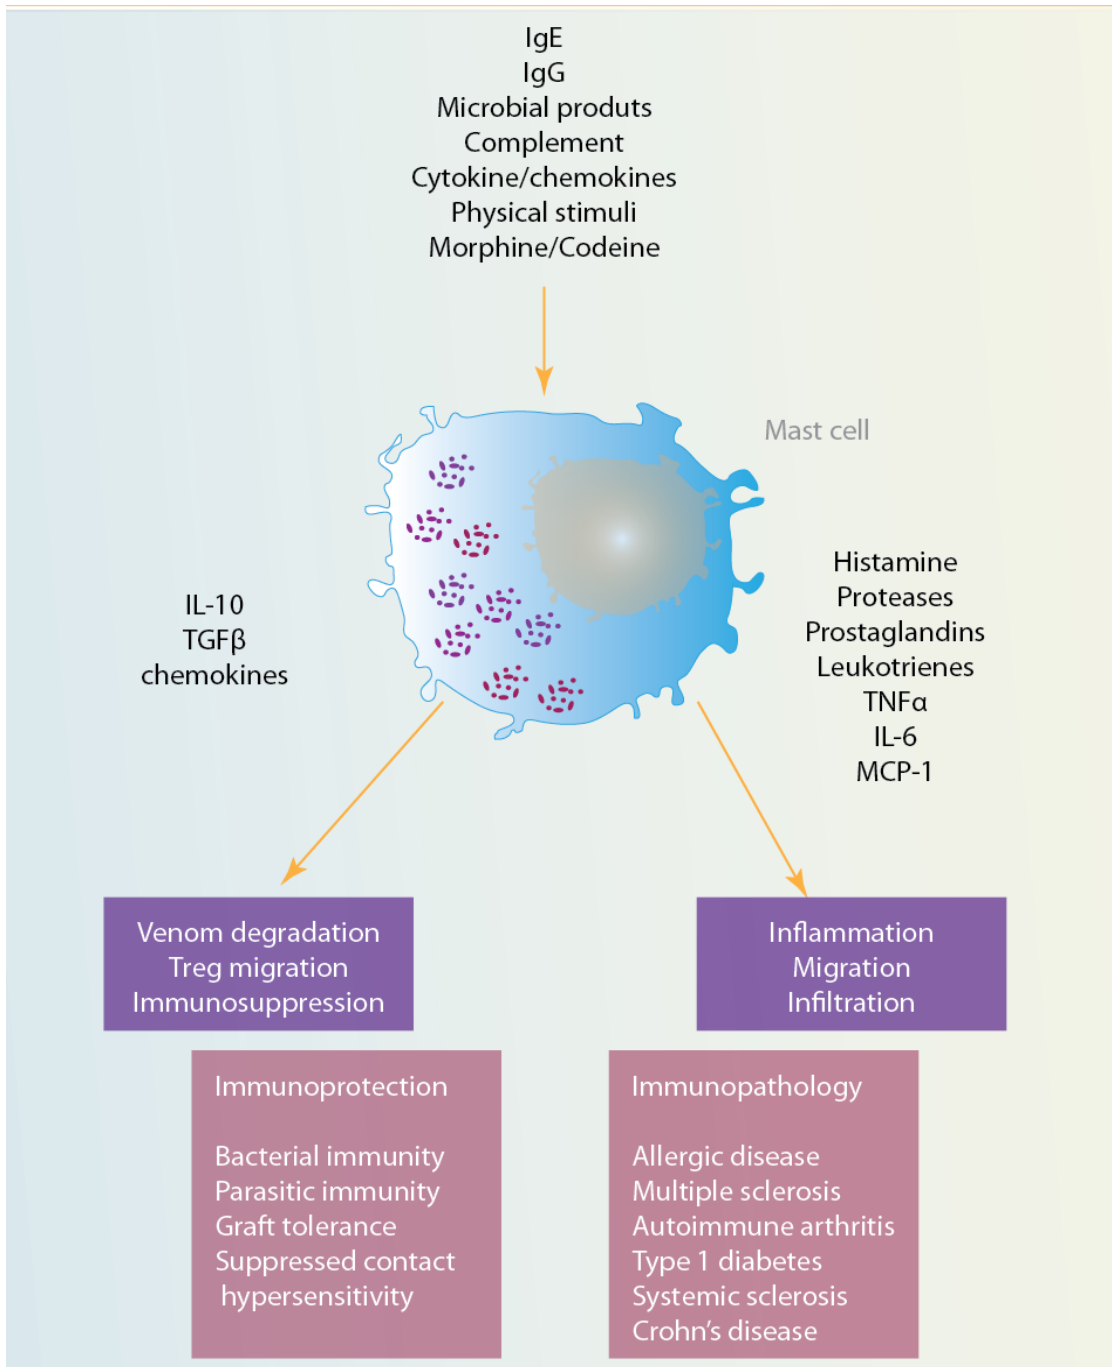 IgE
IgG
Microbial produts
Complement
Cytokine/chemokines
Physical stimuli
Morphine/Codeine
Mast cell
IL-10
TGFβ
chemokines
Histamine
Proteases
Prostaglandins
Leukotrienes
TNFα
IL-6
MCP-1
Venom degradation
Treg migration
Immunosuppression
Inflammation
Migration
Infiltration
Immunoprotection
Bacterial immunity
Parasitic immunity
Graft tolerance
Suppressed contact
hypersensitivity
Immunopathology
Allergic disease
Multiple sclerosis
Autoimmune arthritis
Type 1 diabetes
Systemic sclerosis
Crohn's disease